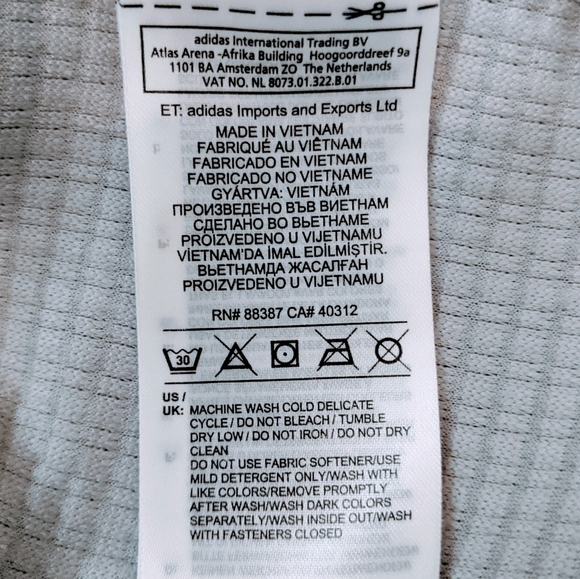 adidas International Trading BV
Atlas Arena -Afrika Building Hoogoorddreef 9a
1101 BA Amsterdam ZO The Netherlands
VAT NO. NL 8073.01.322.B.01
ET: adidas Imports and Exports Ltd
MADE IN VIETNAM
FABRIQUÉ AU VIÊTNAM
FABRICADO EN VIETNAM
FABRICADO NO VIETNAME
GYÁRTVA: VIETNÁM
ПРОИЗВЕДЕНО ВЪВ ВИЕТНАМ
СДЕЛАНО ВО ВЬЕТНАМЕ
PROIZVEDENO U VIJETNAMU
VİETNAM'DA İMAL EDİLMİŞTİR.
ВЬЕТНАМДА ЖАСАЛҒАН
PROIZVEDENO U VIJETNAMU
RN# 88387 CA# 40312
30
US /
UK: MACHINE WASH COLD DELICATE
CYCLE / DO NOT BLEACH / TUMBLE
DRY LOW / DO NOT IRON / DO NOT DRY
CLEAN
DO NOT USE FABRIC SOFTENER/USE
MILD DETERGENT ONLY/WASH WITH
LIKE COLORS/REMOVE PROMPTLY
AFTER WASH/WASH DARK COLORS
SEPARATELY/WASH INSIDE OUT/WASH
WITH FASTENERS CLOSED